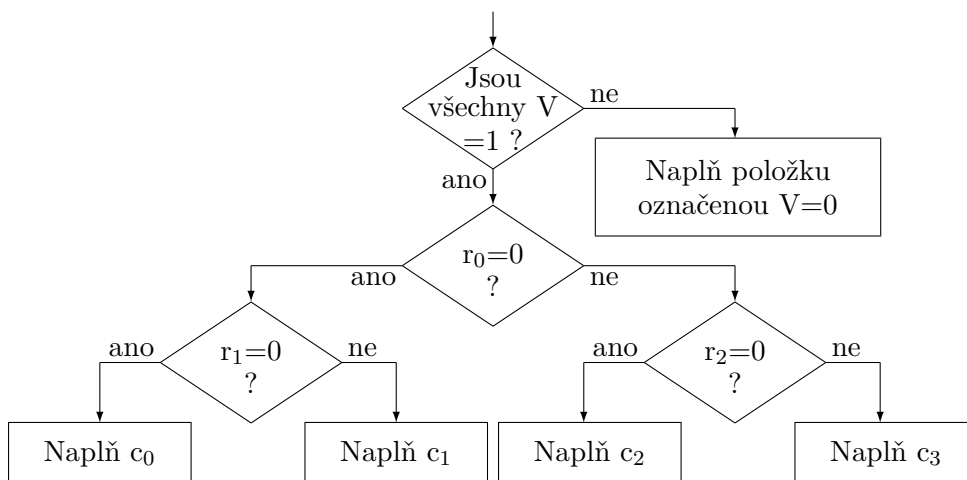 Jsou
všechny V
=1 ?
ne
Naplň položku
označenou V=0
ano
r₀=0
?
ano
ne
r₁=0
?
ano
ne
r₂=0
?
ano
ne
Naplň c₀
Naplň c₁
Naplň c₂
Naplň c₃